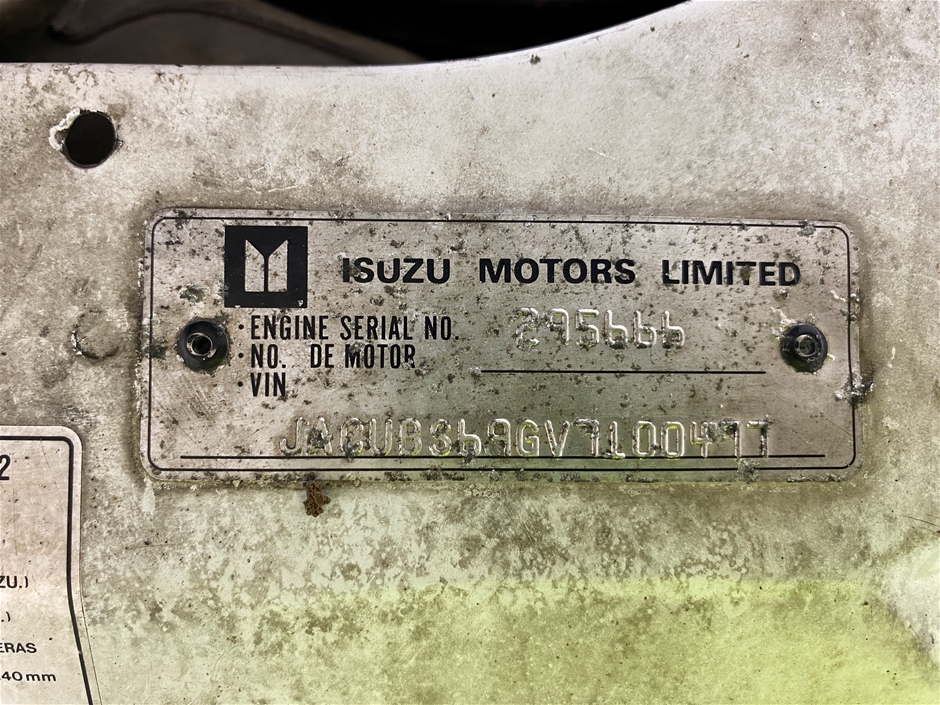 ISUZU MOTORS LIMITED
·ENGINE SERIAL NO. 295666
·NO. DE MOTOR
·VIN
JACUBS69GV7100477
2
ZU.)
.)
ERAS
.40mm